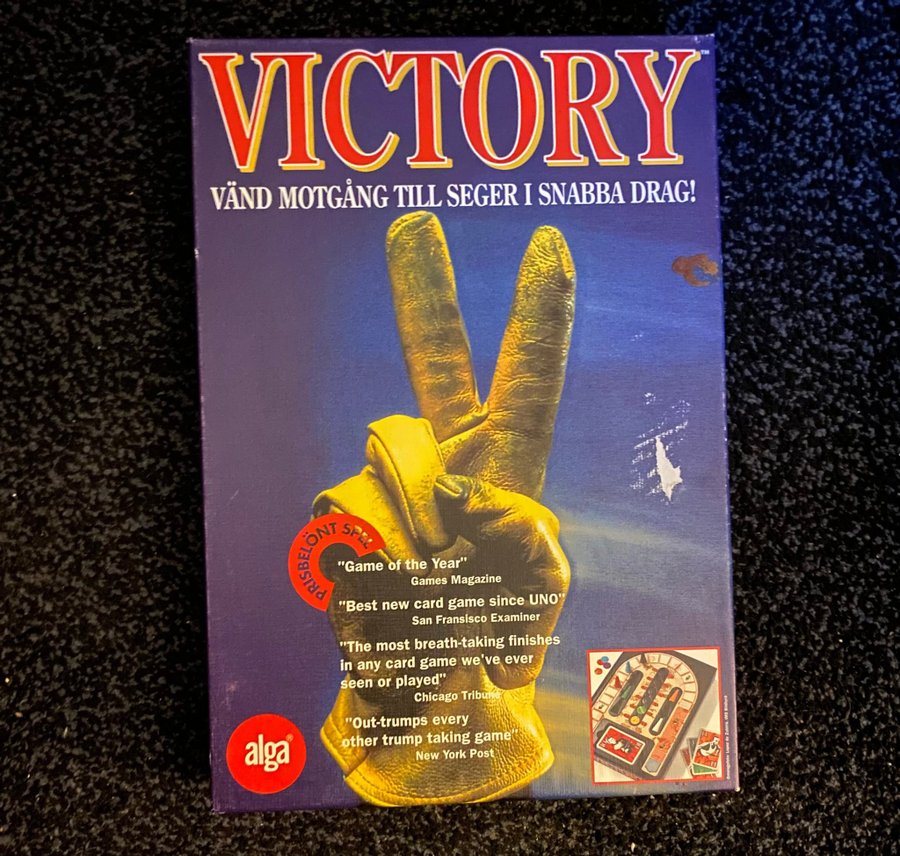 VICTORY™
VÄND MOTGÅNG TILL SEGER I SNABBA DRAG!
PRISBELÖNT SPEL
"Game of the Year"
Games Magazine
"Best new card game since UNO"
San Fransisco Examiner
"The most breath-taking finishes
in any card game we've ever
seen or played"
Chicago Tribune
"Out-trumps every
other trump taking game"
New York Post
alga®